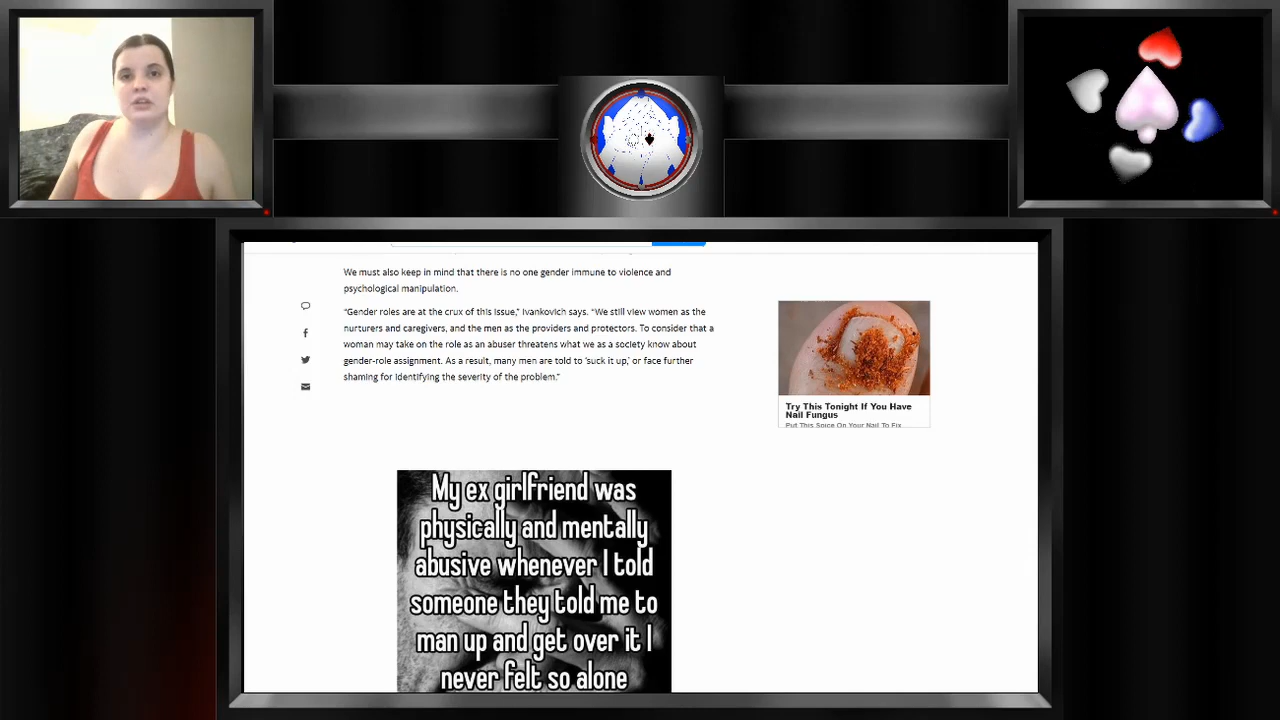 We must also keep in mind that there is no one gender immune to violence and
psychological manipulation.
“Gender roles are at the crux of this issue,” Ivankovich says. “We still view women as the
nurturers and caregivers, and the men as the providers and protectors. To consider that a
woman may take on the role as an abuser threatens what we as a society know about
gender-role assignment. As a result, many men are told to ‘suck it up,’ or face further
shaming for identifying the severity of the problem.”
Try This Tonight If You Have
Nail Fungus
Put This Spice On Your Nail To Fix
My ex girlfriend was
physically and mentally
abusive whenever I told
someone they told me to
man up and get over it I
never felt so alone